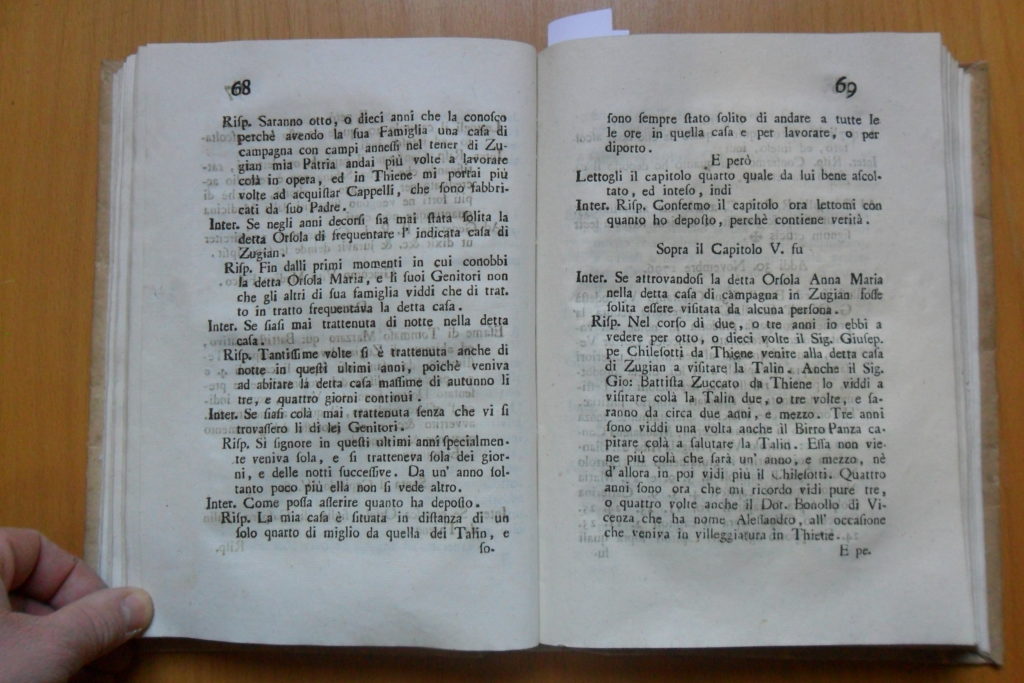 68
Risp. Saranno otto, o dieci anni che la conosco
perchè avendo la sua Famiglia una casa di
campagna con campi annessi nel tener di Zu-
gian mia Patria andai più volte a lavorare
colà in opera, ed in Thiene mi portai più
volte ad acquistar Cappelli, che sono fabbri-
cati da suo Padre.
Inter. Se negli anni decorsi sia mai stata solita la
detta Orsola di frequentare l' indicata casa di
Zugian.
Risp. Fin dalli primi momenti in cui conobbi
la detta Orsola Maria, e li suoi Genitori non
che gli altri di sua famiglia viddi che di trat.
to in tratto frequentava la detta casa.
Inter. Se siasi mai trattenuta di notte nella detta
casa.
Risp. Tantissime volte si è trattenuta anche di
notte in questi ultimi anni, poichè veniva
ad abitare la detta casa massime di autunno li
tre, e quattro giorni continui.
Inter. Se siasi colà mai trattenuta senza che vi si
trovassero li di lei Genitori.
Risp. Si signore in questi ultimi anni specialmen-
te veniva sola, e si tratteneva sola dei gior-
ni, e delle notti successive. Da un' anno sol-
tanto poco più ella non si vede altro.
Inter. Come possa asserire quanto ha deposto.
Risp. La mia casa è situata in distanza di un
solo qnarto di miglio da quella dei Talin, e
so-
69
sono sempre stato solito di andare a tutte le
le ore in quella casa e per lavorare, o per
diporto.
E però
Lettogli il capitolo quarto quale da lui bene ascol-
tato, ed inteso, indi
Inter. Risp. Confermo il capitolo ora lettomi con
quanto ho deposto, perchè contiene verità.
Sopra il Capitolo V. fu
Inter. Se attrovandosi la detta Orsola Anna Maria
nella detta casa di campagna in Zugian fosse
solita essere visitata da alcuna persona.
Risp. Nel corso di due, o tre anni io ebbi a
vedere per otto, o dieci volte il Sig. Giusep.
pe Chilesotti da Thiene venire alla detta casa
di Zugian a visitare la Talin. Anche il Sig.
Gio: Battista Zuccato da Thiene lo viddi a
visitare colà la Talin due, o tre volte, e sa-
ranno da circa due anni, e mezzo. Tre anni
sono viddi una volta anche il Birro Panza ca-
pitare colà a salutare la Talin. Essa non vie-
ne più colà che sarà un' anno, e mezzo, nè
d'allora in poi vidi più il Chilesotti. Quattro
anni sono ora che mi ricordo vidi pure tre,
o quattro volte anche il Dot. Bonollo di Vi-
cenza che ha nome Alessandro, all' occasione
che veniva in villeggiatura in Thiene.
E pe.